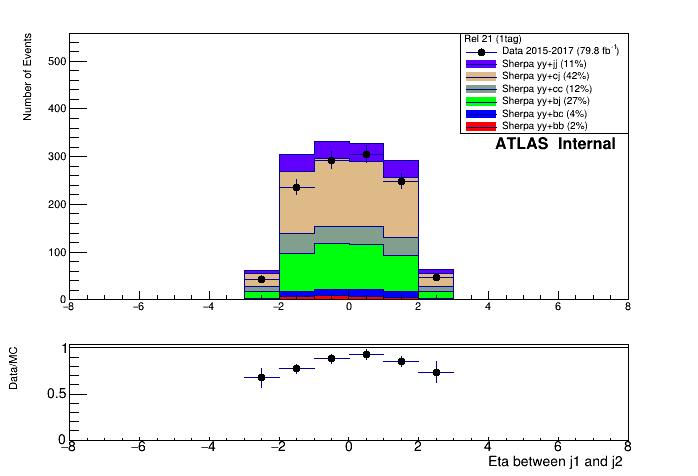 Rel 21 (1tag)
Data 2015-2017 (79.8 fb⁻¹)
Sherpa yy+jj (11%)
Sherpa yy+cj (42%)
Sherpa yy+cc (12%)
Sherpa yy+bj (27%)
Sherpa yy+bc (4%)
Sherpa yy+bb (2%)
ATLAS Internal
Number of Events
500
400
300
200
100
0
−8 −6 −4 −2 0 2 4 6 8
Data/MC
1
0.5
0
−8 −6 −4 −2 0 2 4 6 8
Eta between j1 and j2